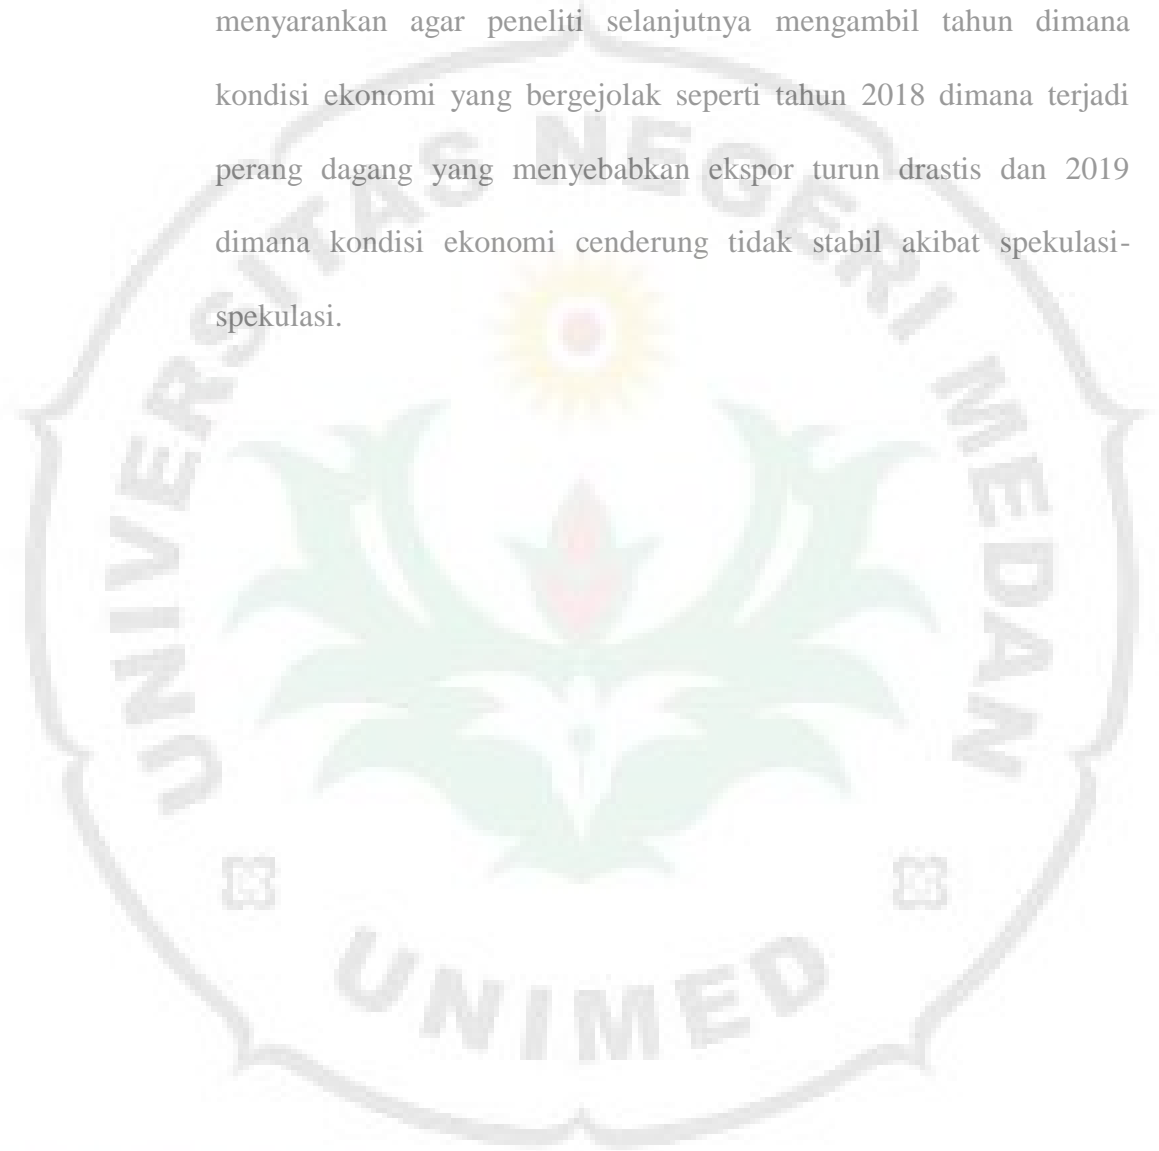 menyarankan agar peneliti selanjutnya mengambil tahun dimana
kondisi ekonomi yang bergejolak seperti tahun 2018 dimana terjadi
perang dagang yang menyebabkan ekspor turun drastis dan 2019
dimana kondisi ekonomi cenderung tidak stabil akibat spekulasi-
spekulasi.
UNIVERSITAS NEGERI MEDAN
UNIMED